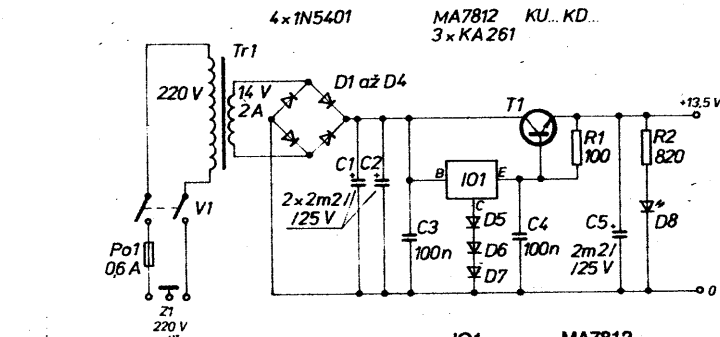 4 x 1N5401
MA7812 KU... KD...
3 x KA261
Tr1
220 V
14 V
2 A
D1 až D4
T1
+13,5 V
C1
C2
R1
100
R2
820
B
IO1
E
C
V1
2 x 2m2/
/25 V
C3
100n
D5
D6
D7
C4
100n
C5
2m2/
/25 V
D8
Po1
0,6 A
Z1
220 V
0
IO1 MA7812